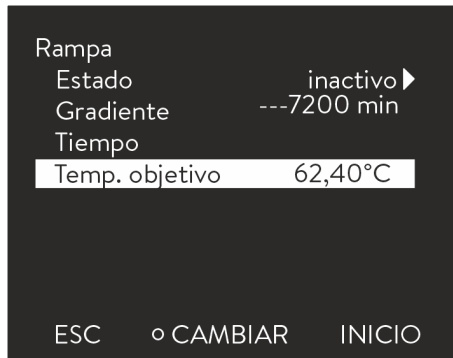 Rampa
Estado inactivo
Gradiente ---7200 min
Tiempo
Temp. objetivo 62,40°C
ESC CAMBIAR INICIO